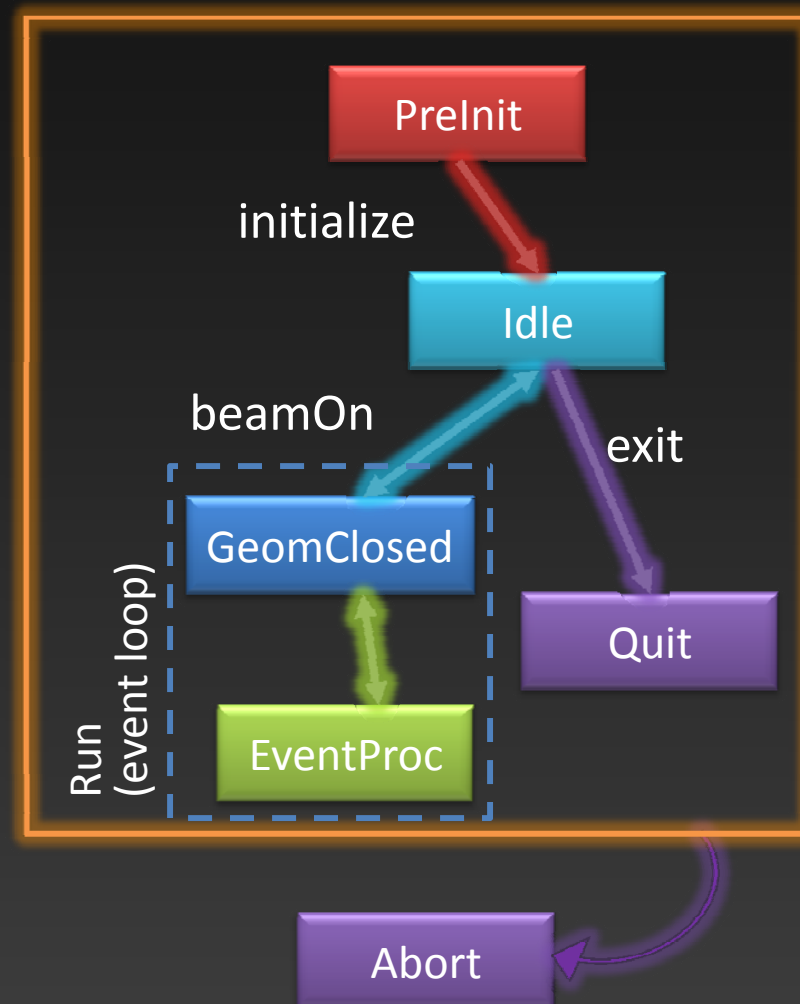 PreInit
initialize
Idle
beamOn
exit
GeomClosed
Quit
Run
(event loop)
EventProc
Abort